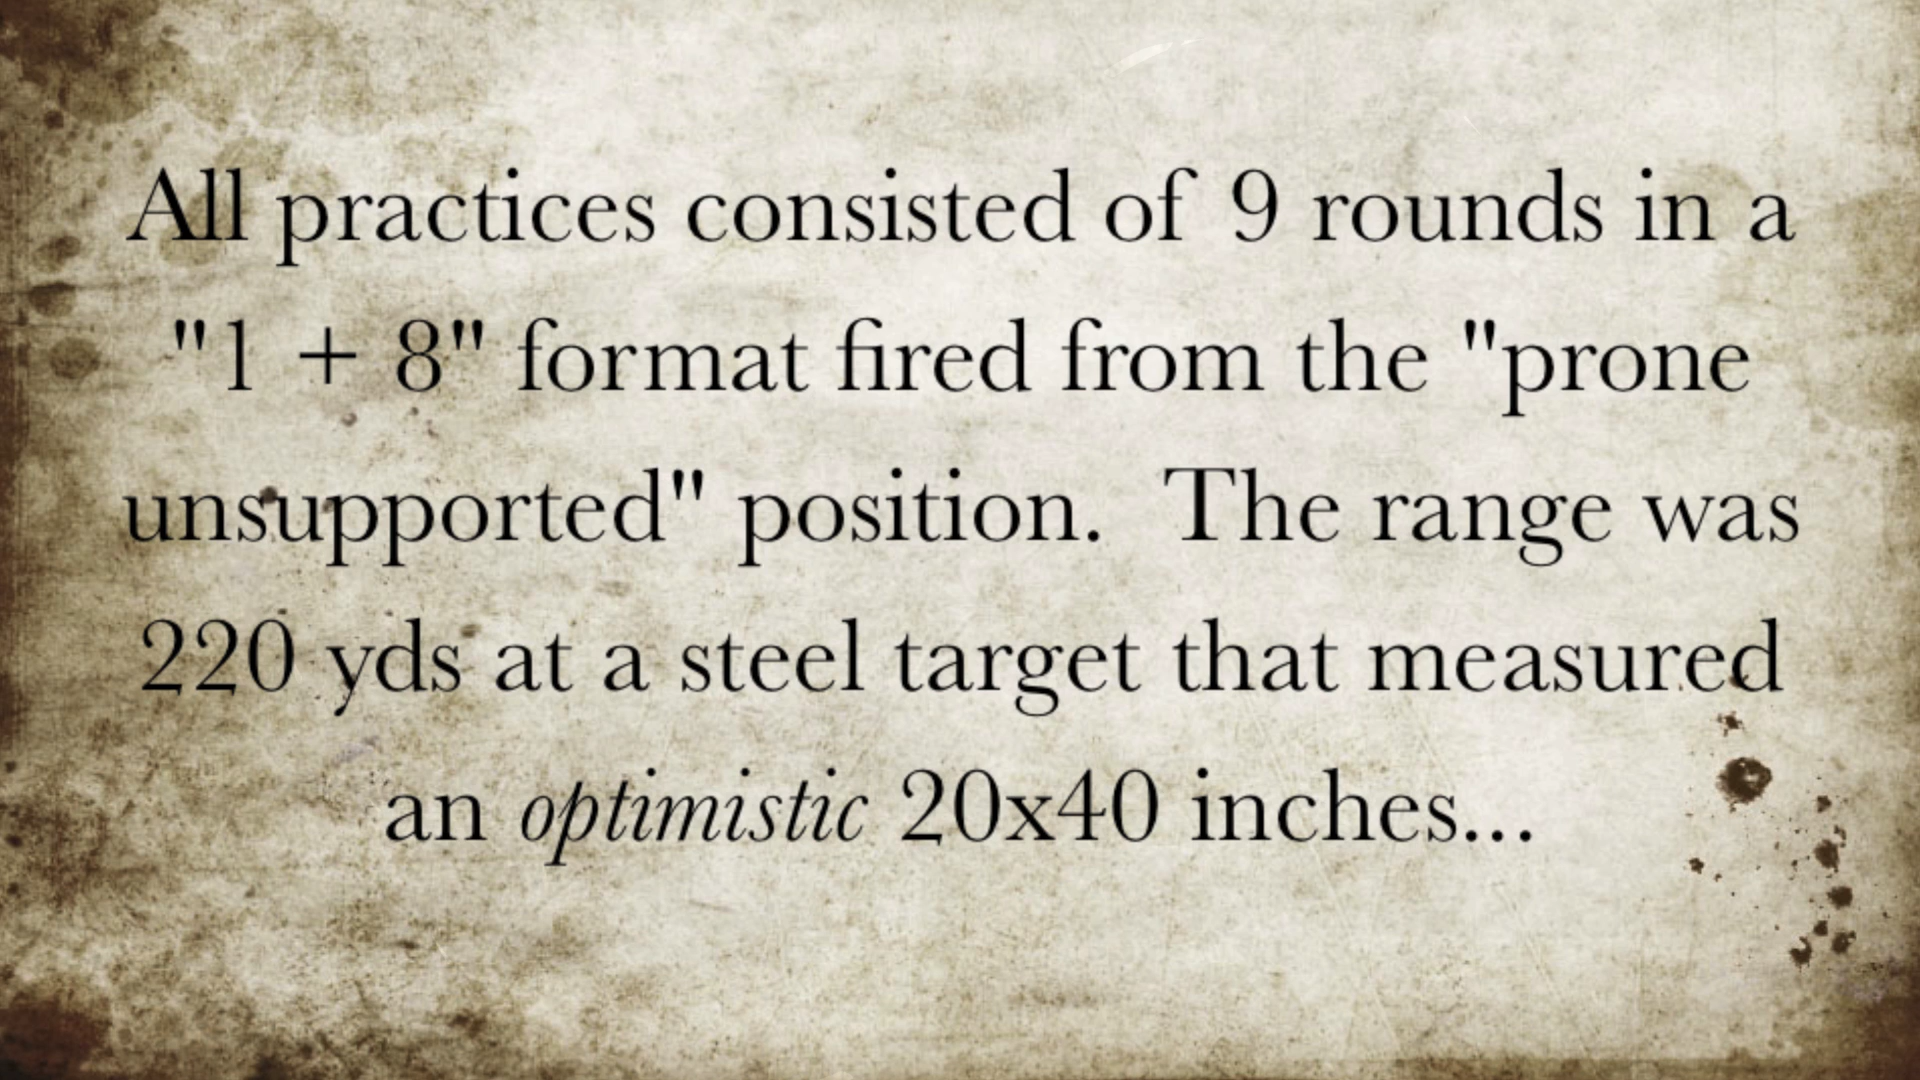 All practices consisted of 9 rounds in a
"1 + 8" format fired from the "prone
unsupported" position.  The range was
220 yds at a steel target that measured
an optimistic 20x40 inches...